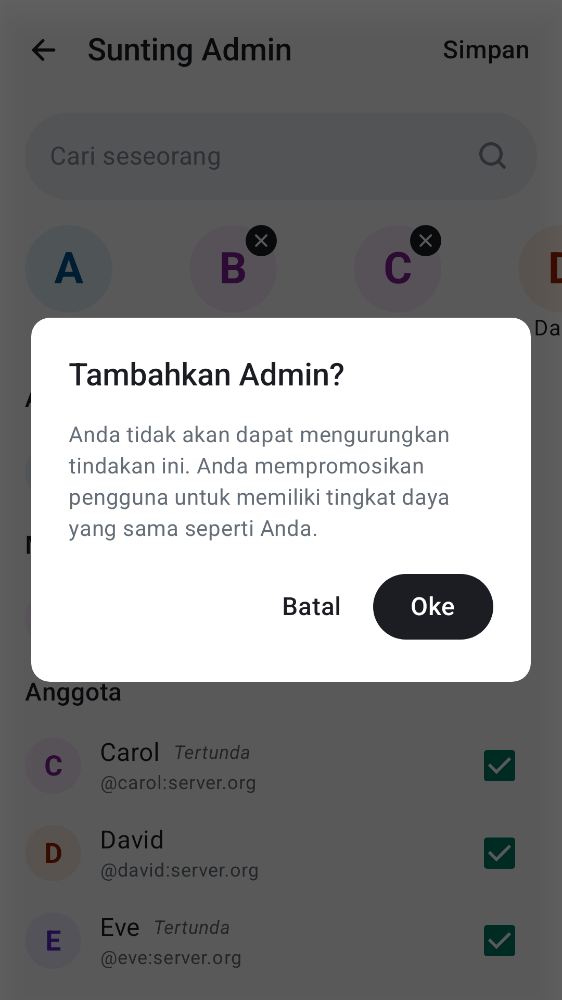 Sunting Admin
Simpan
Cari seseorang
A
B
C
Da
Tambahkan Admin?
Anda tidak akan dapat mengurungkan
tindakan ini. Anda mempromosikan
pengguna untuk memiliki tingkat daya
yang sama seperti Anda.
Batal
Oke
Anggota
C
Carol Tertunda
@carol:server.org
D
David
@david:server.org
E
Eve Tertunda
@eve:server.org